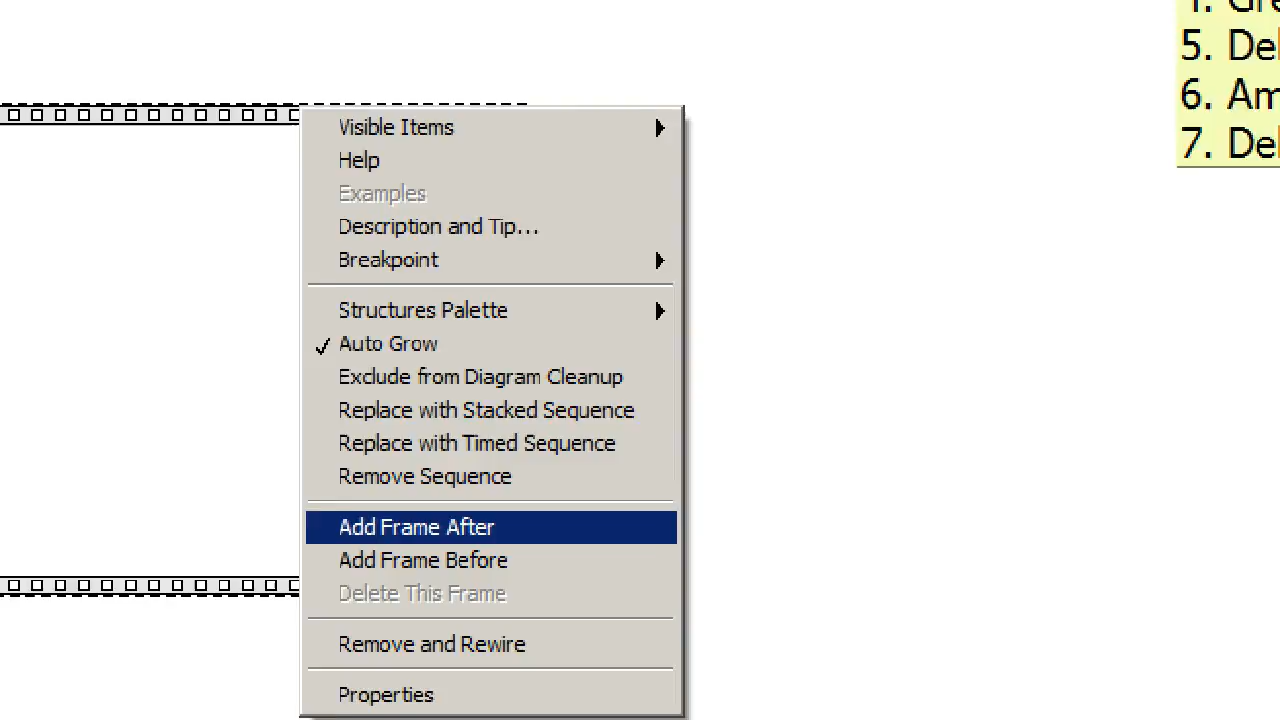 5. Del
6. Am
7. Del
Visible Items
Help
Examples
Description and Tip...
Breakpoint
Structures Palette
Auto Grow
Exclude from Diagram Cleanup
Replace with Stacked Sequence
Replace with Timed Sequence
Remove Sequence
Add Frame After
Add Frame Before
Delete This Frame
Remove and Rewire
Properties